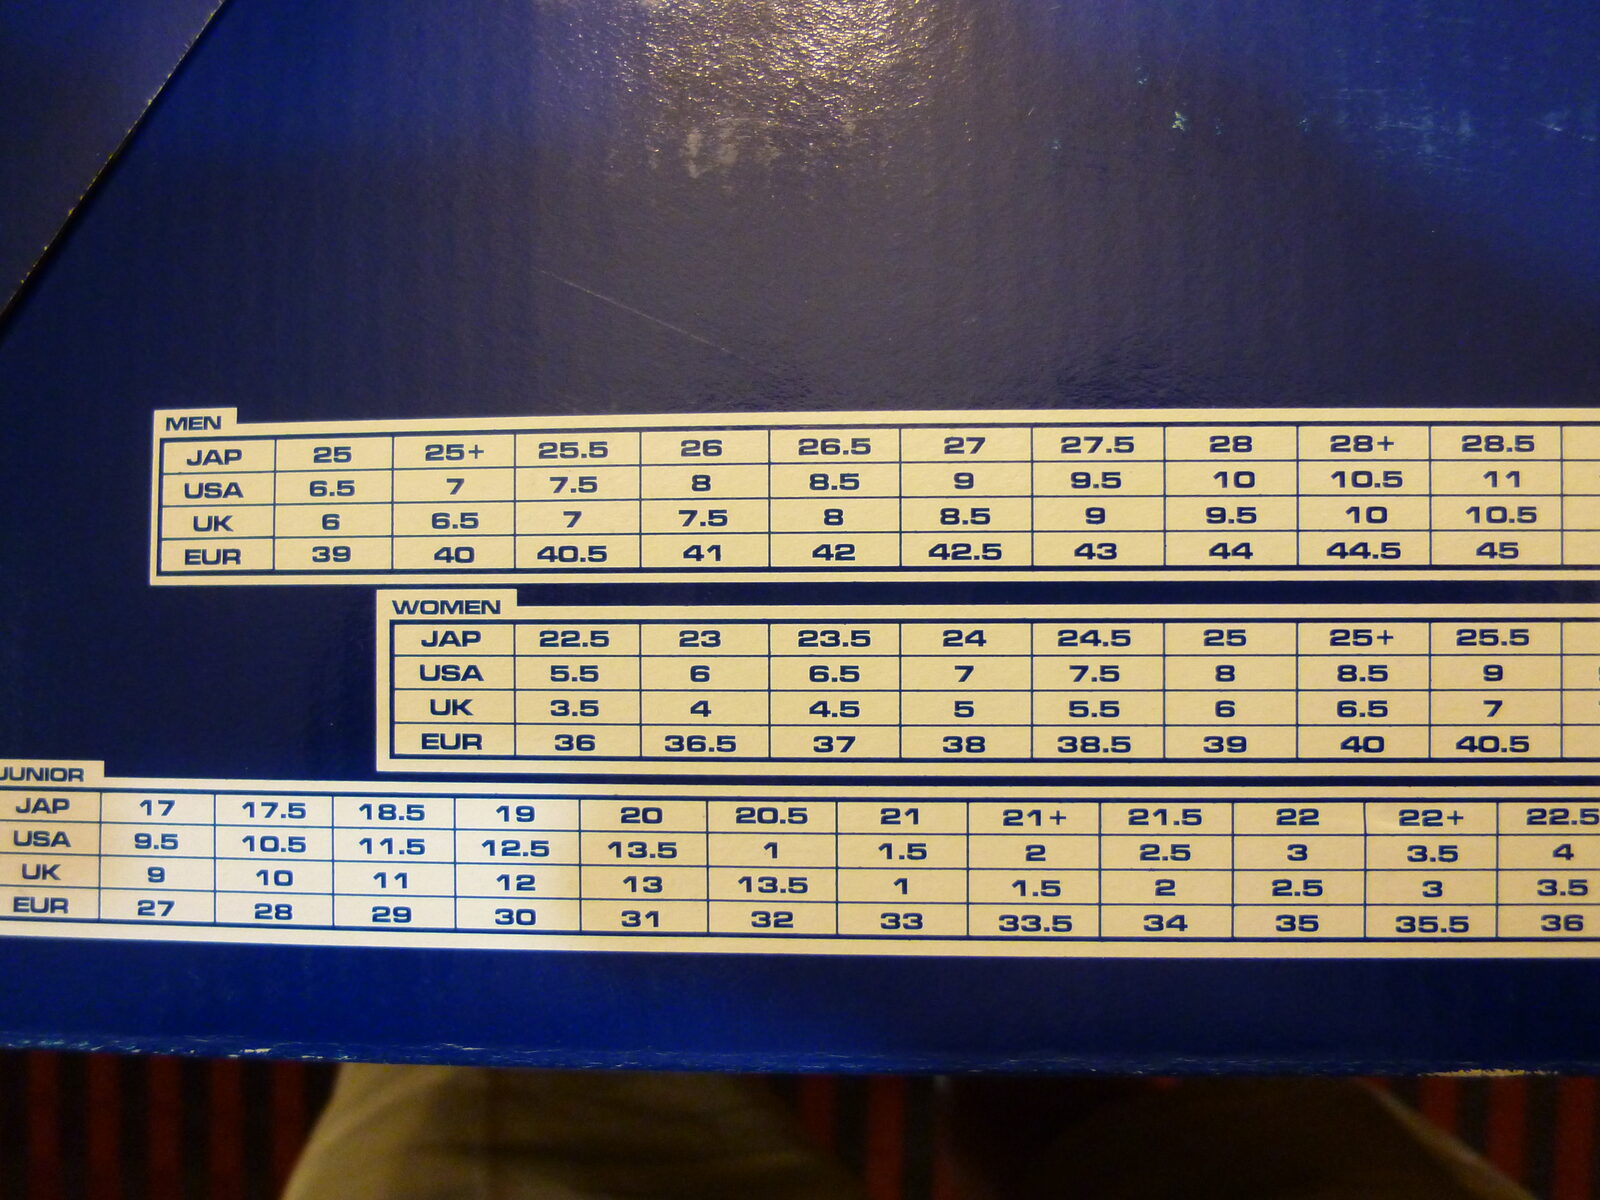 MEN
JAP 25 25+ 25.5 26 26.5 27 27.5 28 28+ 28.5
USA 6.5 7 7.5 8 8.5 9 9.5 10 10.5 11
UK 6 6.5 7 7.5 8 8.5 9 9.5 10 10.5
EUR 39 40 40.5 41 42 42.5 43 44 44.5 45
WOMEN
JAP 22.5 23 23.5 24 24.5 25 25+ 25.5
USA 5.5 6 6.5 7 7.5 8 8.5 9
UK 3.5 4 4.5 5 5.5 6 6.5 7
EUR 36 36.5 37 38 38.5 39 40 40.5
JUNIOR
JAP 17 17.5 18.5 19 20 20.5 21 21+ 21.5 22 22+ 22.5
USA 9.5 10.5 11.5 12.5 13.5 1 1.5 2 2.5 3 3.5 4
UK 9 10 11 12 13 13.5 1 1.5 2 2.5 3 3.5
EUR 27 28 29 30 31 32 33 33.5 34 35 35.5 36